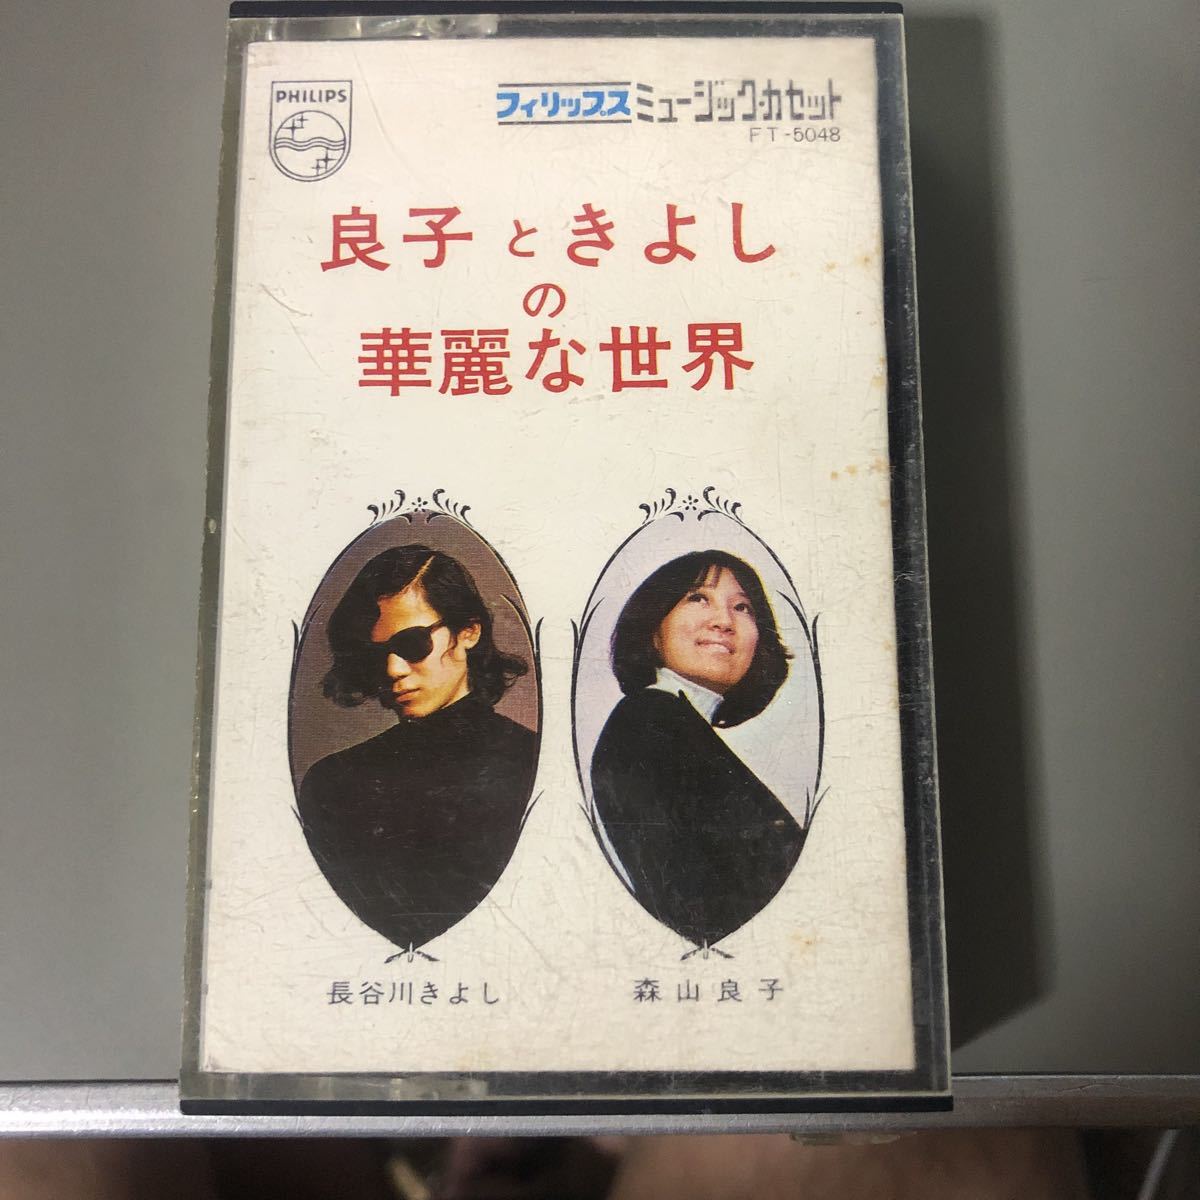 PHILIPS
フィリップス ミュージック・カセット
FT-5048
良子ときよし
の
華麗な世界
長谷川きよし
森山良子